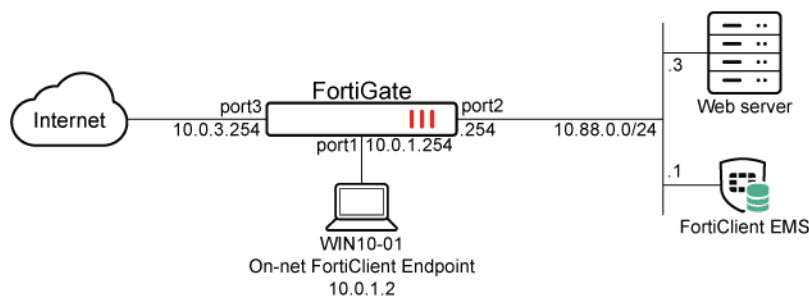 FortiGate
Internet
port3
10.0.3.254
port2
.254
port1
10.0.1.254
10.88.0.0/24
.3
Web server
.1
FortiClient EMS
WIN10-01
On-net FortiClient Endpoint
10.0.1.2